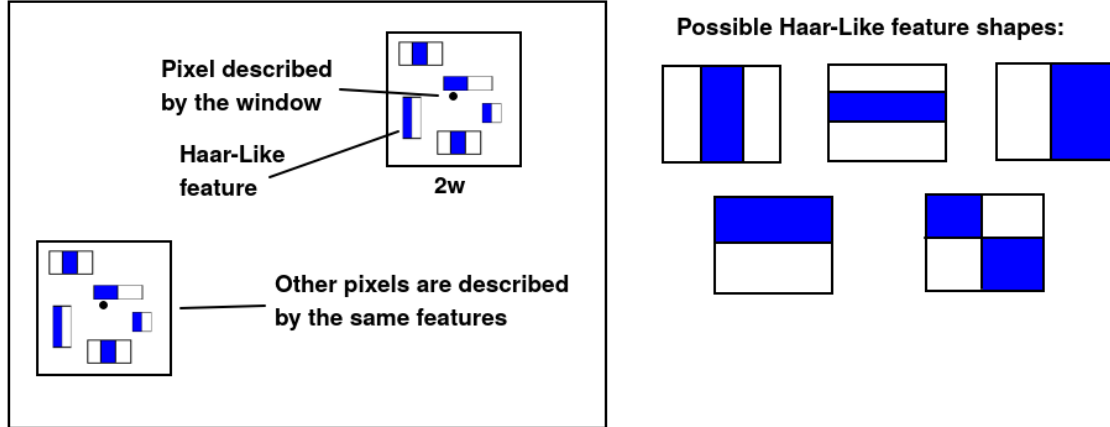 Pixel described
by the window
Haar-Like
feature
2w
Other pixels are described
by the same features
Possible Haar-Like feature shapes: